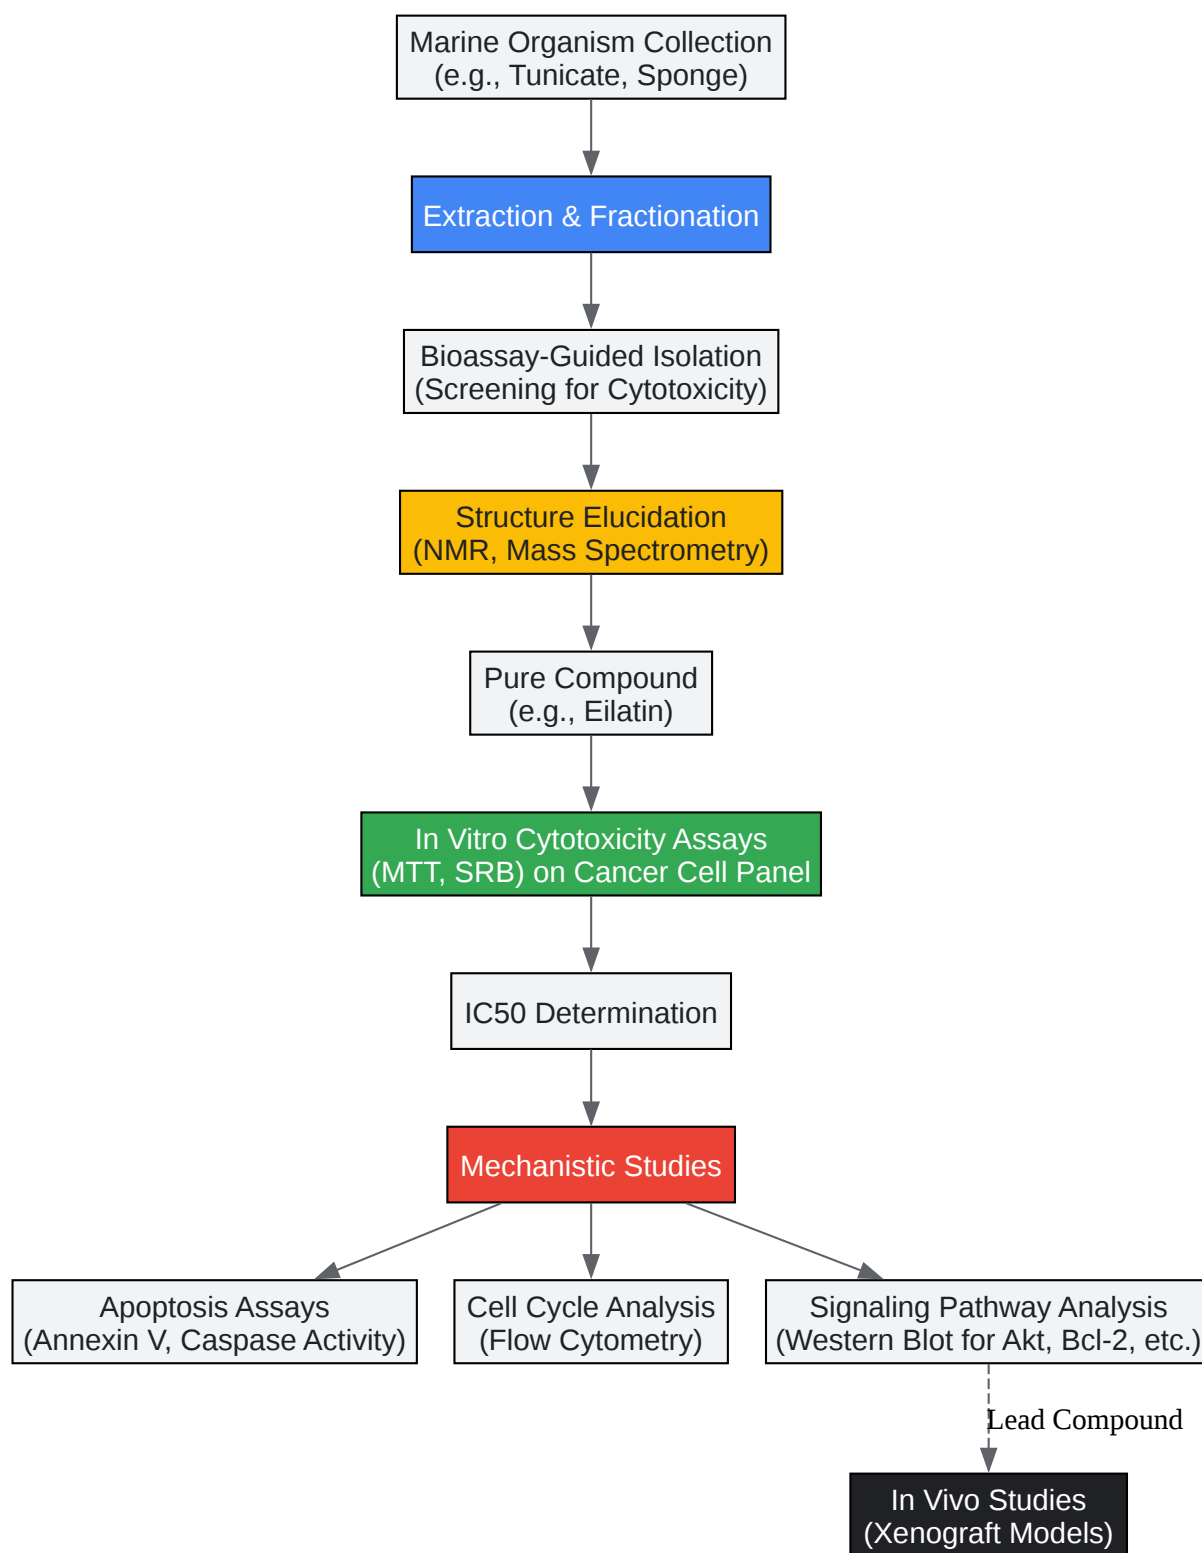 Marine Organism Collection
(e.g., Tunicate, Sponge)
Extraction & Fractionation
Bioassay-Guided Isolation
(Screening for Cytotoxicity)
Structure Elucidation
(NMR, Mass Spectrometry)
Pure Compound
(e.g., Eilatin)
In Vitro Cytotoxicity Assays
(MTT, SRB) on Cancer Cell Panel
IC50 Determination
Mechanistic Studies
Apoptosis Assays
(Annexin V, Caspase Activity)
Cell Cycle Analysis
(Flow Cytometry)
Signaling Pathway Analysis
(Western Blot for Akt, Bcl-2, etc.)
Lead Compound
In Vivo Studies
(Xenograft Models)